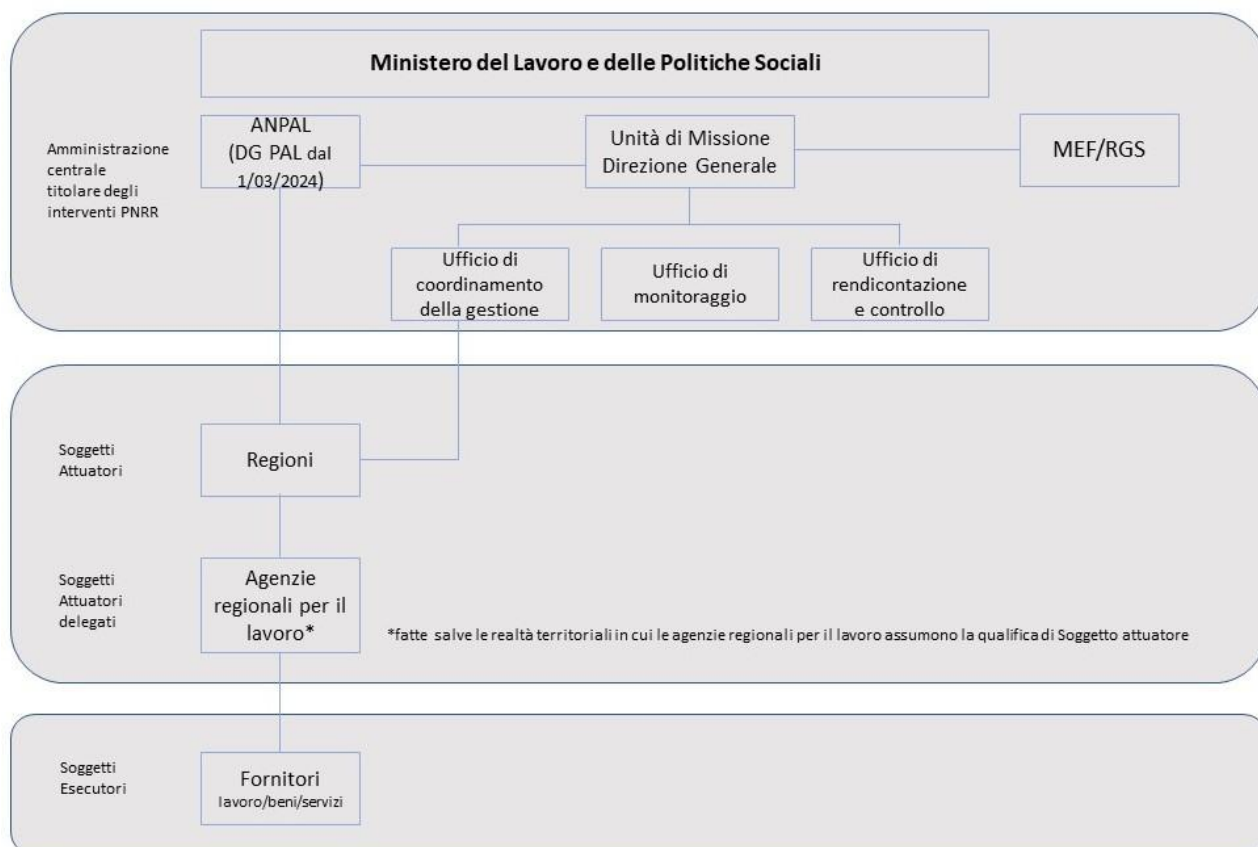 Ministero del Lavoro e delle Politiche Sociali
Amministrazione
centrale
titolare degli
interventi PNRR
ANPAL
(DG PAL dal
1/03/2024)
Unità di Missione
Direzione Generale
MEF/RGS
Ufficio di
coordinamento
della gestione
Ufficio di
monitoraggio
Ufficio di
rendicontazione
e controllo
Soggetti
Attuatori
Regioni
Soggetti
Attuatori
delegati
Agenzie
regionali per il
lavoro*
*fatte salve le realtà territoriali in cui le agenzie regionali per il lavoro assumono la qualifica di Soggetto attuatore
Soggetti
Esecutori
Fornitori
lavoro/beni/servizi